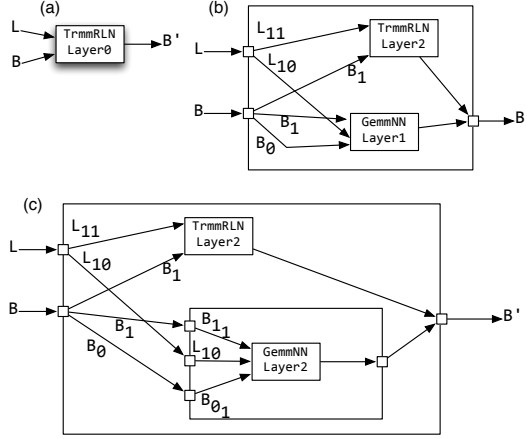 (a)
L
B
TrmmRLN
Layer0
B'
(b)
L
B
L11
L10
B1
B1
B0
TrmmRLN
Layer2
GemmNN
Layer1
B
(c)
L
B
L11
L10
B1
B1
B0
TrmmRLN
Layer2
B11
L10
B01
GemmNN
Layer2
B'